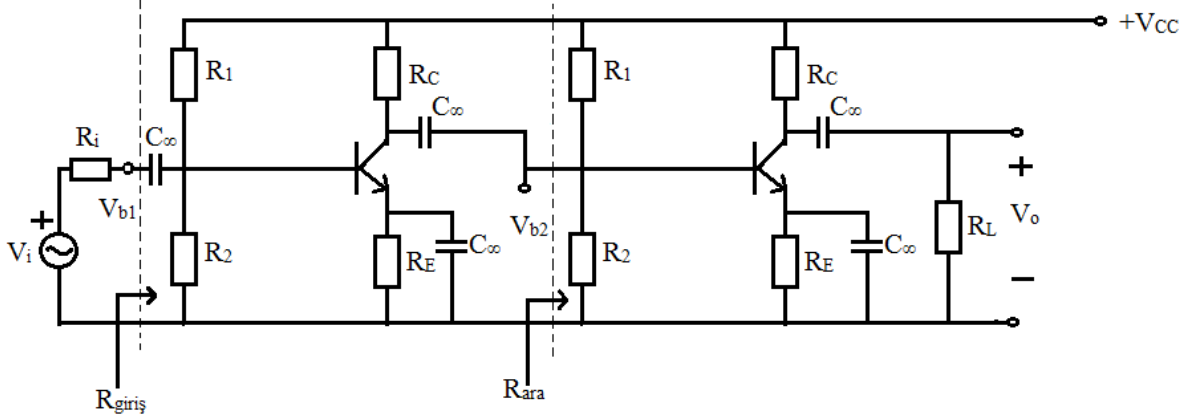 +VCC
R1
RC
C∞
R1
RC
C∞
Ri
C∞
+
Vb1
Vi
R2
RE
C∞
Vb2
R2
RE
C∞
RL
+
Vo
−
Rgiriş
Rara